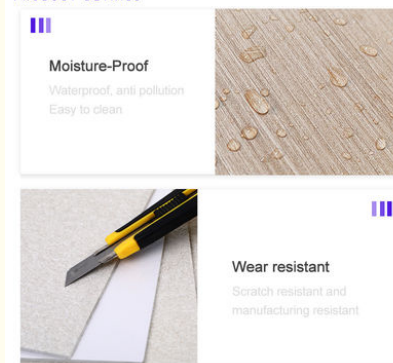 Moisture-Proof
Waterproof, anti pollution
Easy to clean
Wear resistant
Scratch resistant and
manufacturing resistant